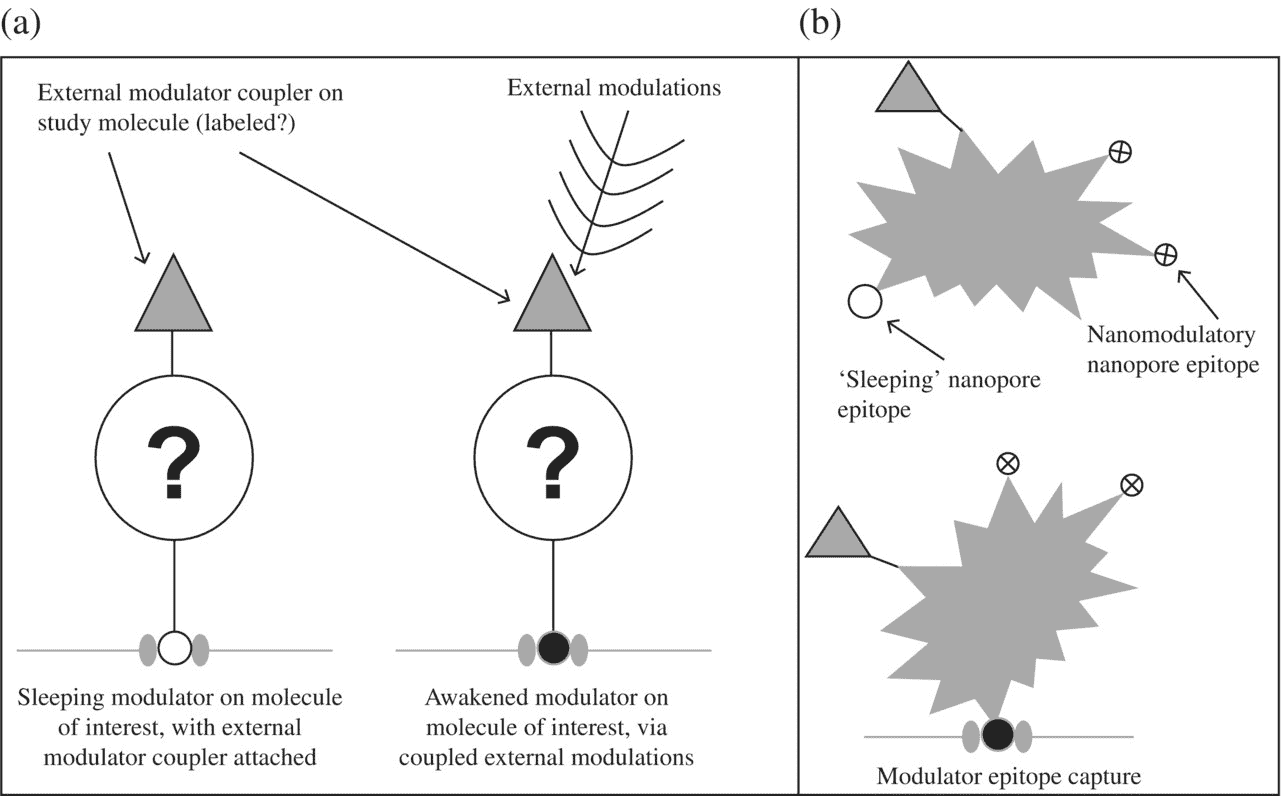 (a)
(b)
External modulator coupler on
study molecule (labeled?)
External modulations
?
?
Sleeping modulator on molecule
of interest, with external
modulator coupler attached
Awakened modulator on
molecule of interest, via
coupled external modulations
Nanomodulatory
nanopore epitope
‘Sleeping’ nanopore
epitope
Modulator epitope capture